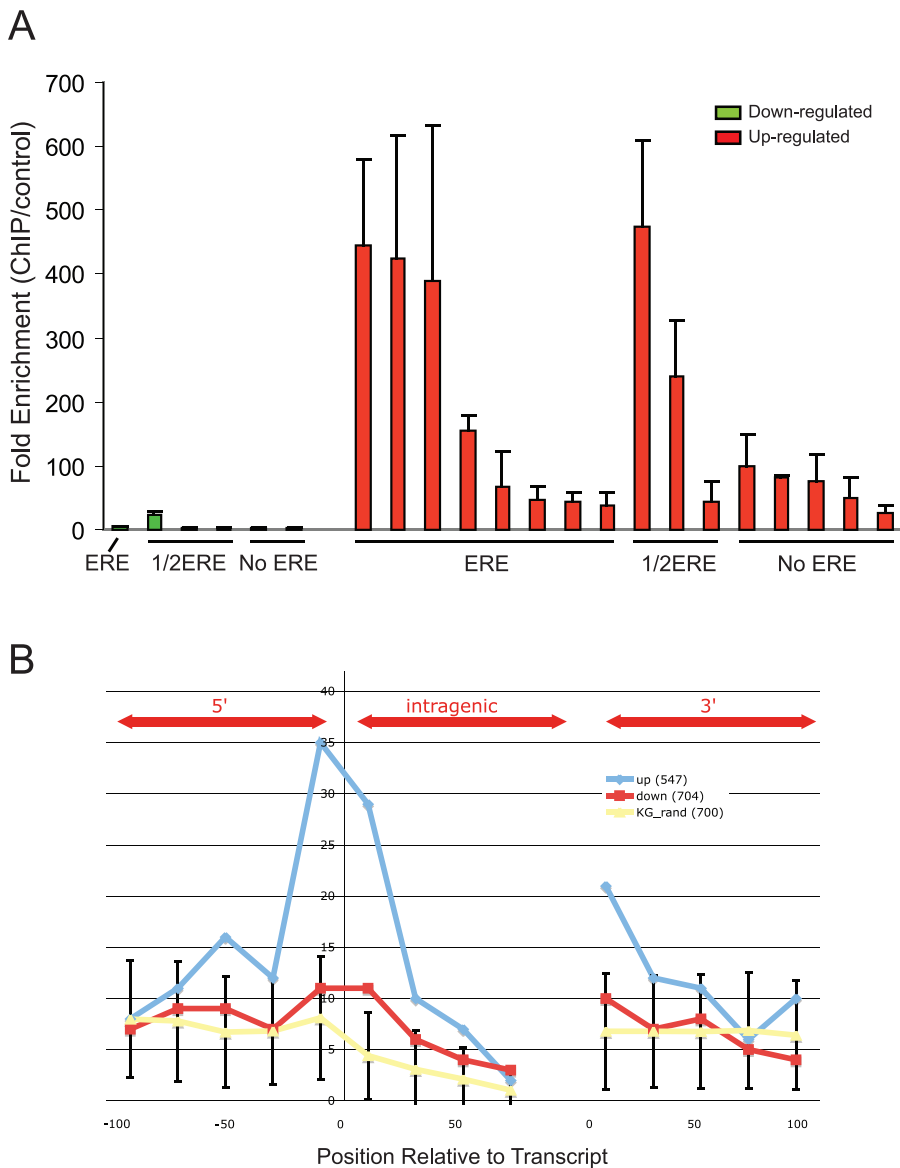 A
Fold Enrichment (ChIP/control)
700
600
500
400
300
200
100
0
Down-regulated
Up-regulated
ERE
1/2ERE
No ERE
ERE
1/2ERE
No ERE
B
40
35
30
25
20
15
10
5
0
5'
intragenic
3'
up (547)
down (704)
KG_rand (700)
-100
-50
0
50
0
50
100
Position Relative to Transcript